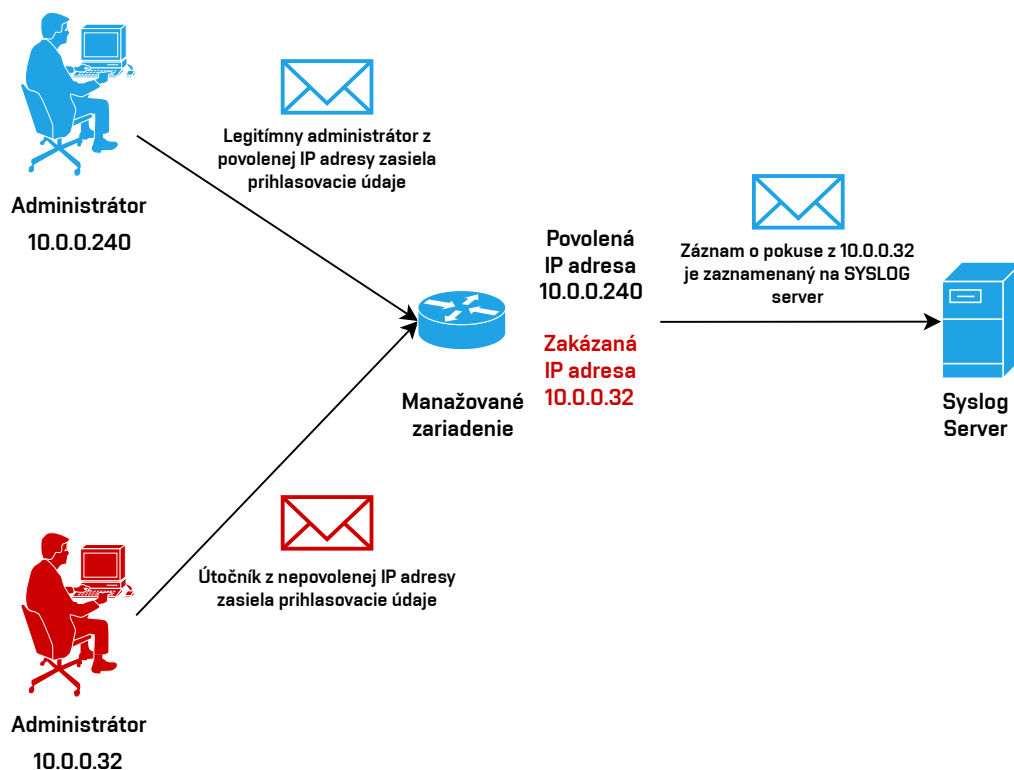 Legitímny administrátor z
povolenej IP adresy zasiela
prihlasovacie údaje
Administrátor
10.0.0.240
Povolená
IP adresa
10.0.0.240
Zakázaná
IP adresa
10.0.0.32
Záznam o pokuse z 10.0.0.32
je zaznamenaný na SYSLOG
server
Manažované
zariadenie
Syslog
Server
Útočník z nepovolenej IP adresy
zasiela prihlasovacie údaje
Administrátor
10.0.0.32